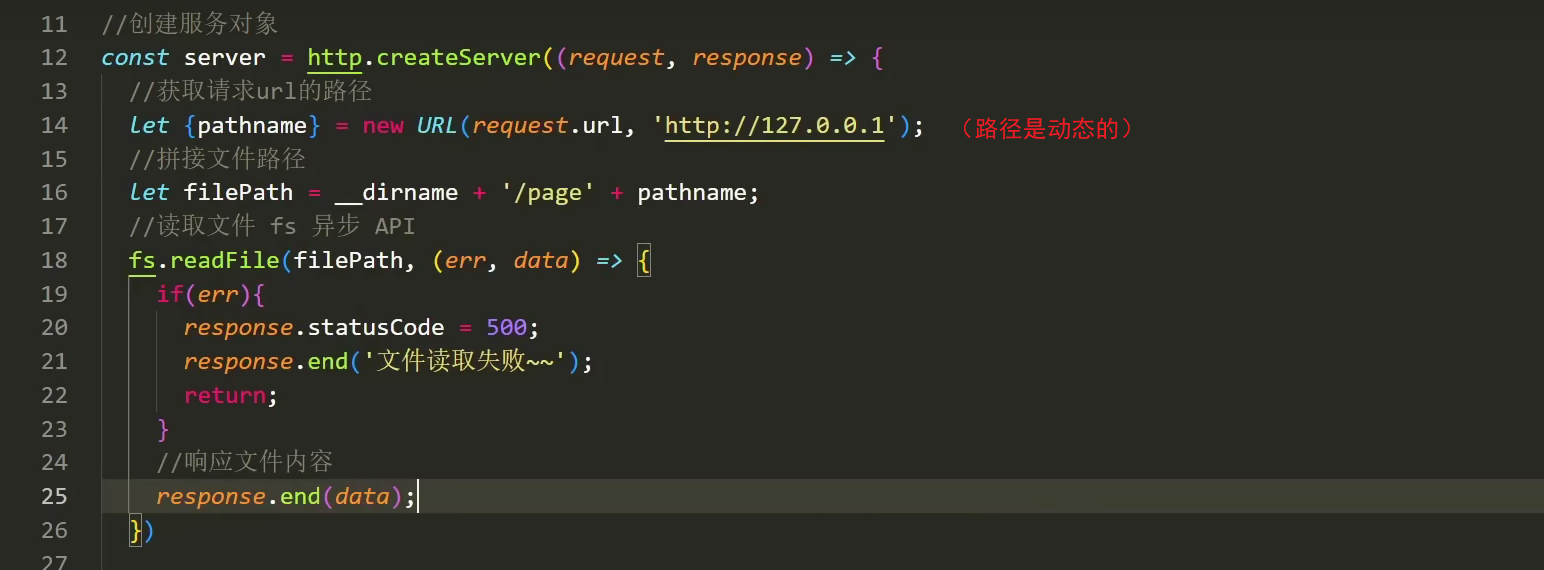 11 //创建服务对象
12 const server = http.createServer((request, response) => {
13 //获取请求url的路径
14 let {pathname} = new URL(request.url, 'http://127.0.0.1'); （路径是动态的）
15 //拼接文件路径
16 let filePath = __dirname + '/page' + pathname;
17 //读取文件 fs 异步 API
18 fs.readFile(filePath, (err, data) => {
19 if(err){
20 response.statusCode = 500;
21 response.end('文件读取失败~~');
22 return;
23 }
24 //响应文件内容
25 response.end(data);
26 })
27